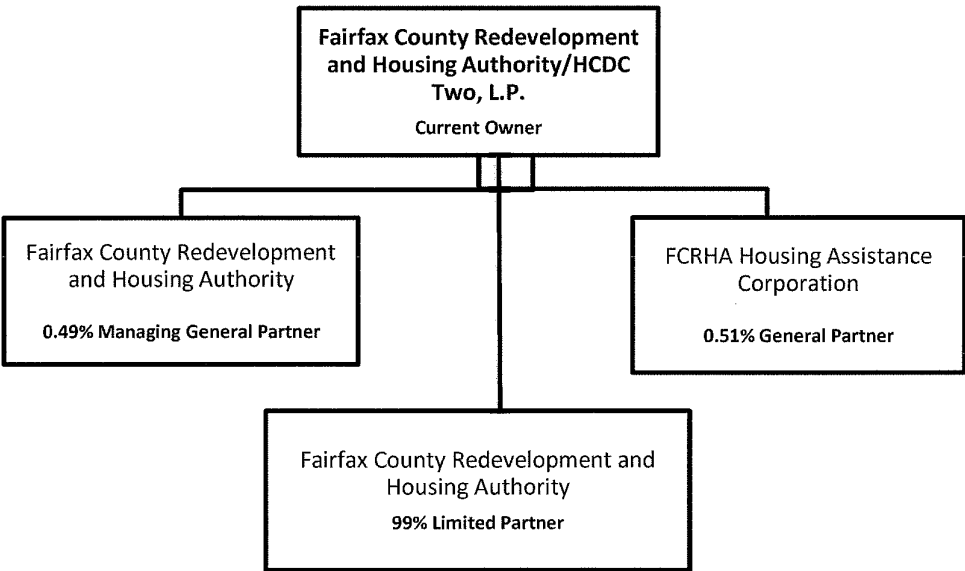 Fairfax County Redevelopment
and Housing Authority/HCDC
Two, L.P.
Current Owner
Fairfax County Redevelopment
and Housing Authority
0.49% Managing General Partner
FCRHA Housing Assistance
Corporation
0.51% General Partner
Fairfax County Redevelopment and
Housing Authority
99% Limited Partner